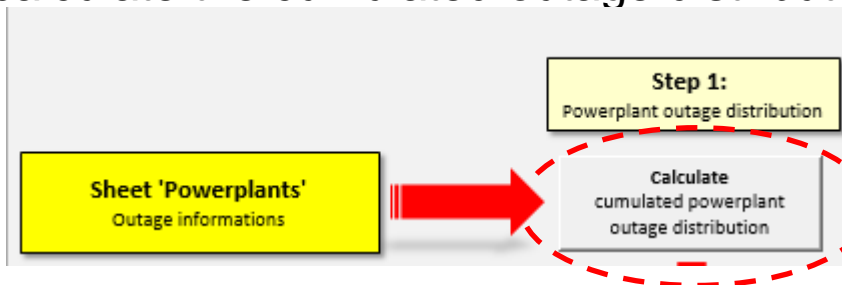 Step 1:
Powerplant outage distribution
Sheet 'Powerplants'
Outage informations
Calculate
cumulated powerplant
outage distribution